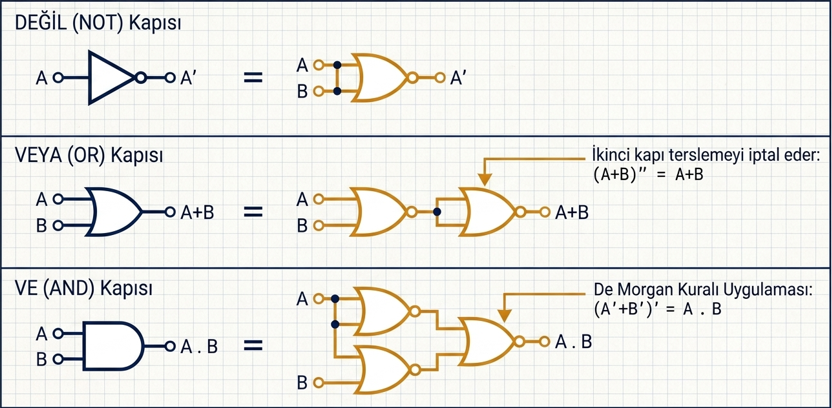 DEĞİL (NOT) Kapısı
A A′ = A B A′
VEYA (OR) Kapısı
İkinci kapı terslemeyi iptal eder:
(A+B)″ = A+B
A B A+B = A B A+B
VE (AND) Kapısı
De Morgan Kuralı Uygulaması:
(A′+B′)′ = A . B
A B A . B = A B A . B